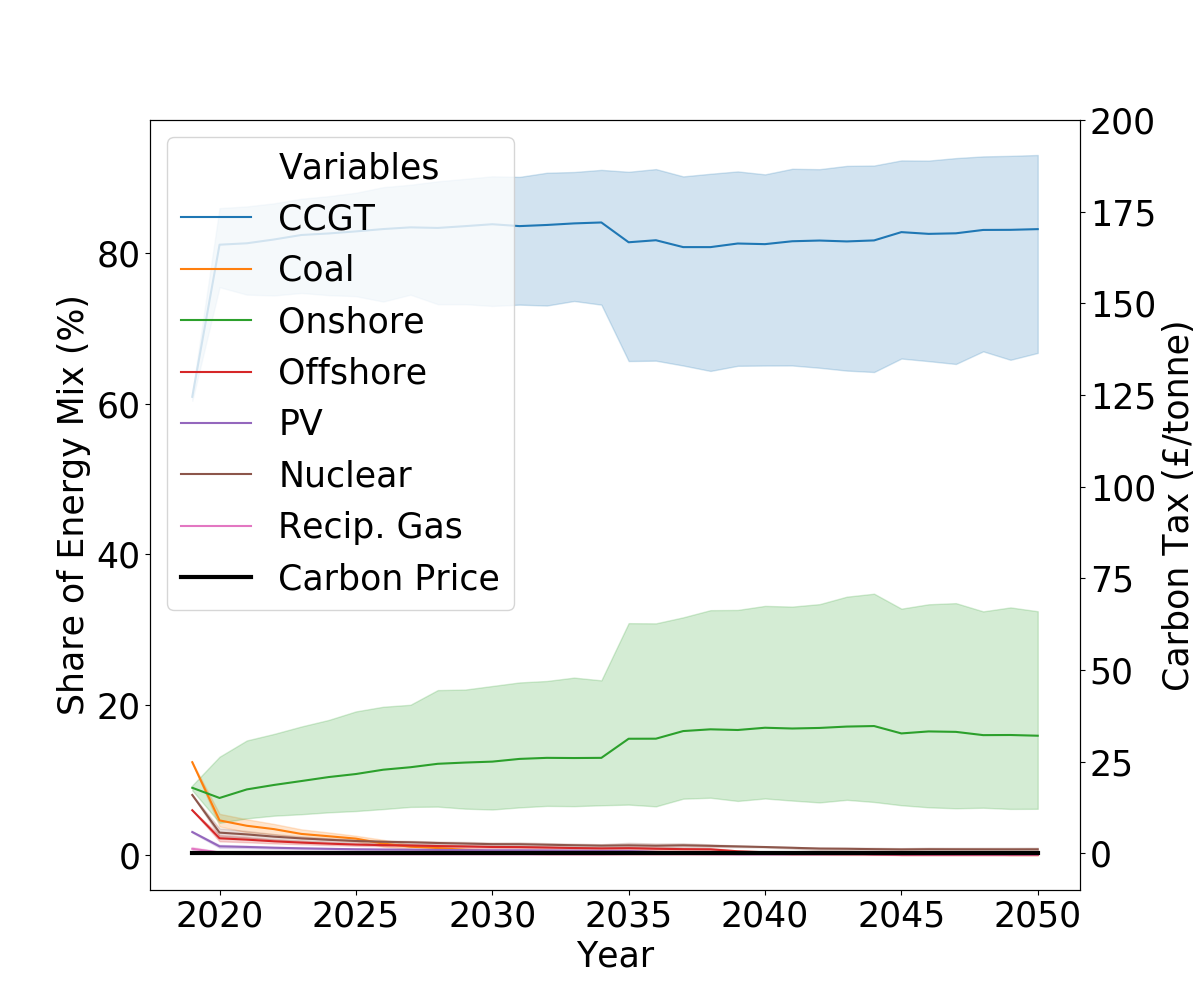 Variables
CCGT
Coal
Onshore
Offshore
PV
Nuclear
Recip. Gas
Carbon Price
Share of Energy Mix (%)
80
60
40
20
0
200
175
150
125
100
75
50
25
0
Carbon Tax (£/tonne)
2020 2025 2030 2035 2040 2045 2050
Year